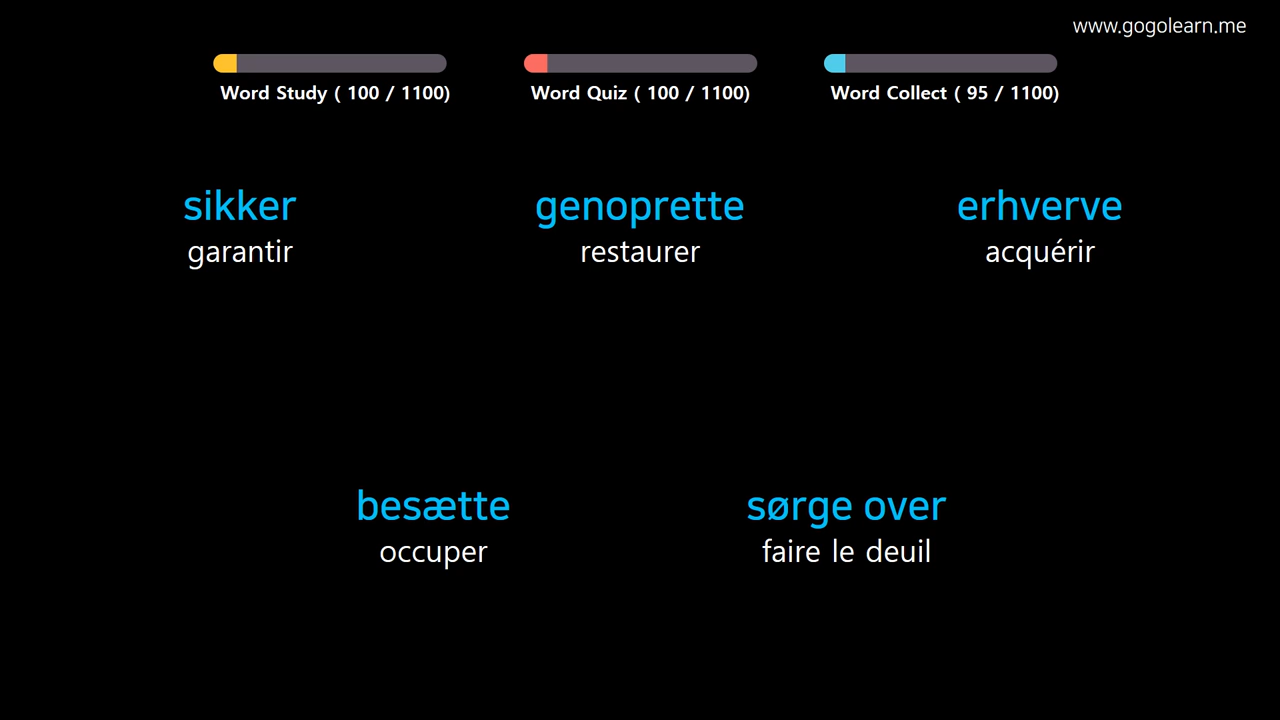 www.gogolearn.me
Word Study ( 100 / 1100)
Word Quiz ( 100 / 1100)
Word Collect ( 95 / 1100)
sikker
garantir
genoprette
restaurer
erhverve
acquérir
besætte
occuper
sørge over
faire le deuil